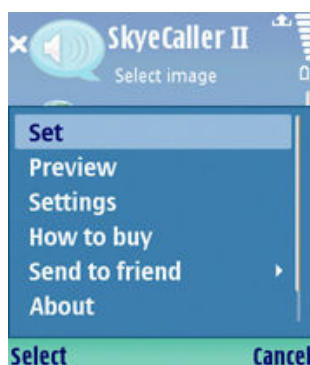 SkyeCaller II
Select image
Set
Preview
Settings
How to buy
Send to friend
About
Select Cancel